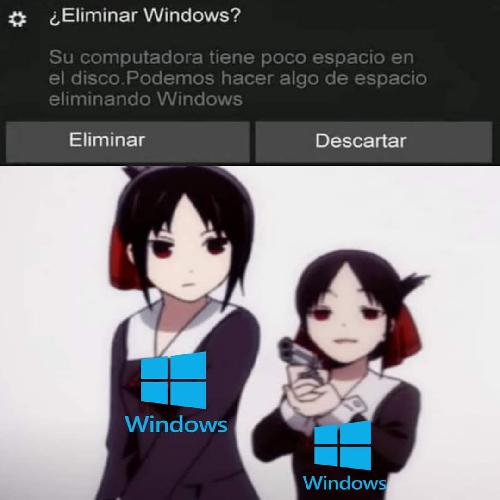 ¿Eliminar Windows?
Su computadora tiene poco espacio en
el disco.Podemos hacer algo de espacio
eliminando Windows
Eliminar
Descartar
Windows
Windows